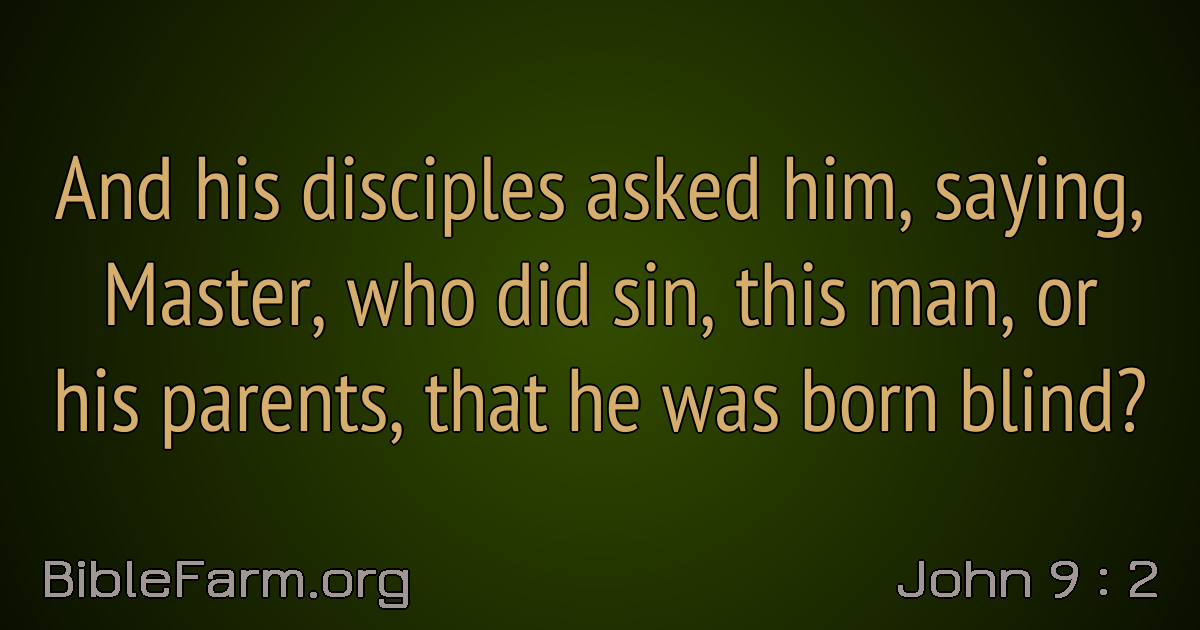 And his disciples asked him, saying,
Master, who did sin, this man, or
his parents, that he was born blind?
BibleFarm.org
John 9 : 2